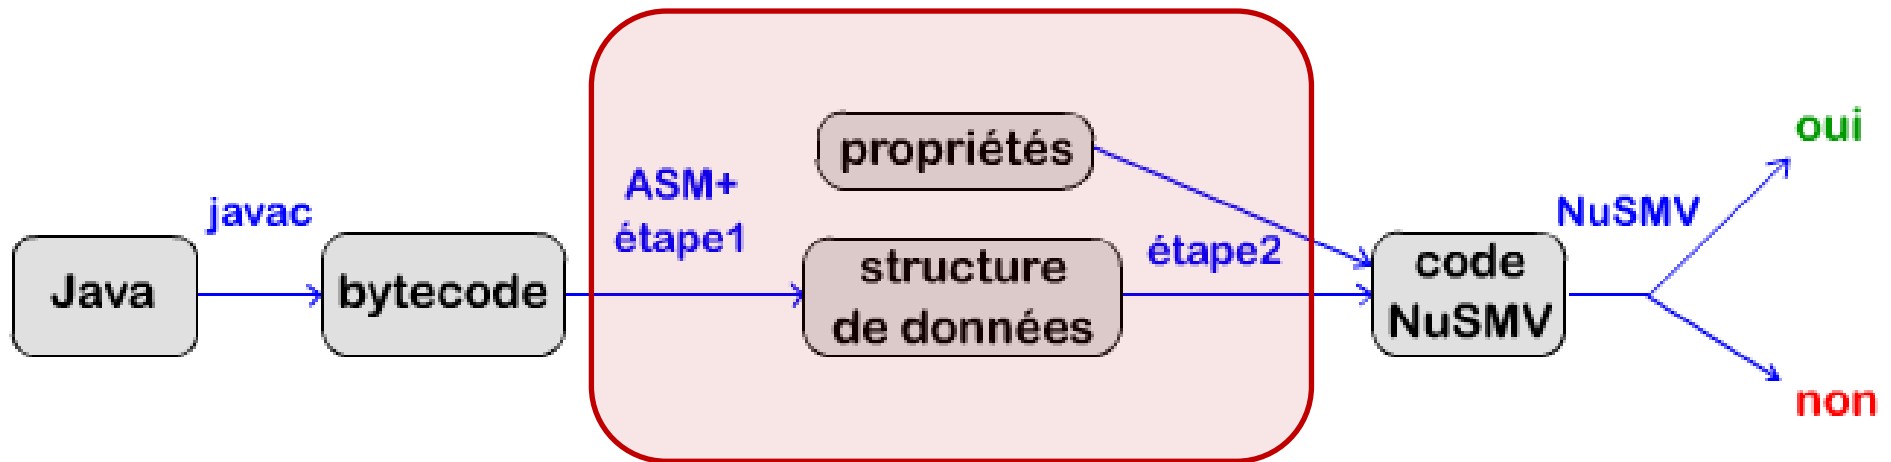 Java
javac
bytecode
ASM+
étape1
propriétés
structure
de données
étape2
code
NuSMV
NuSMV
oui
non